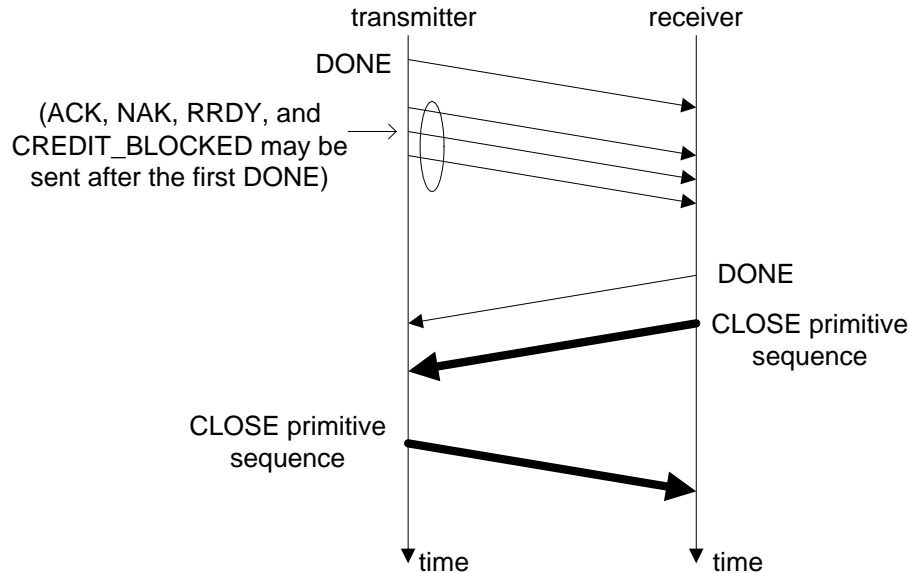 transmitter
receiver
DONE
(ACK, NAK, RRDY, and
CREDIT_BLOCKED may be
sent after the first DONE)
DONE
CLOSE primitive
sequence
CLOSE primitive
sequence
time
time